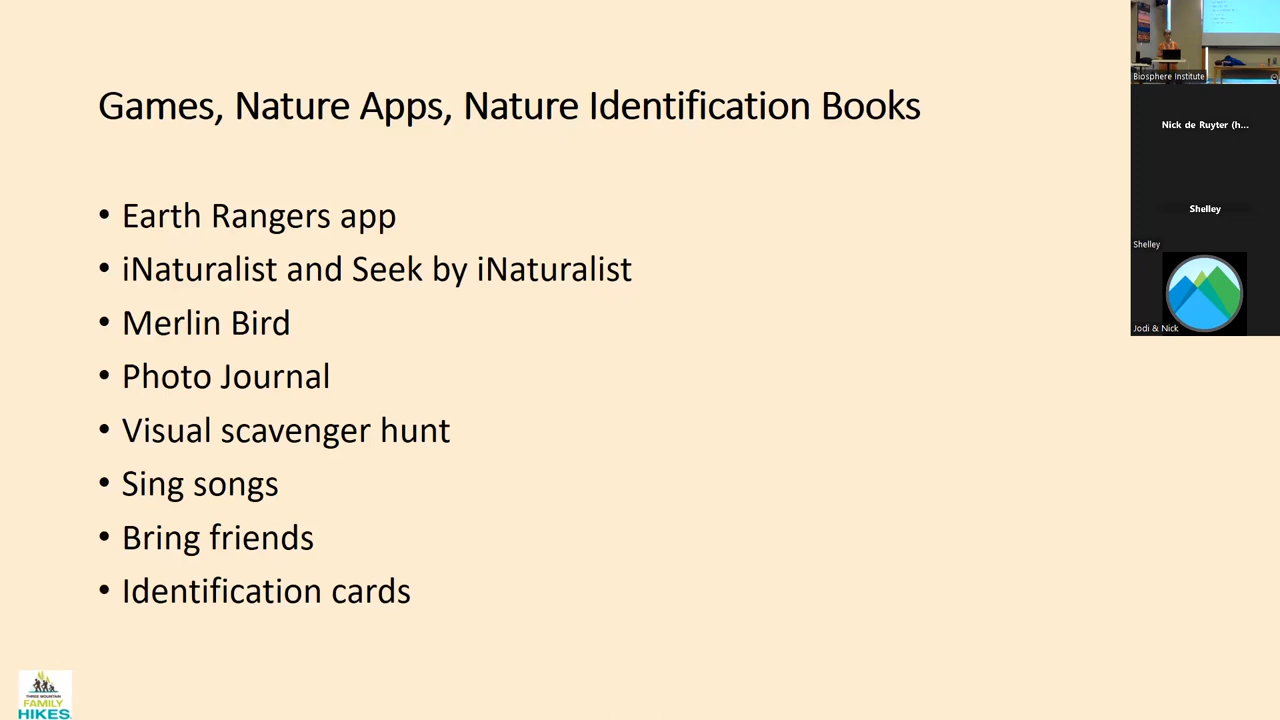 Games, Nature Apps, Nature Identification Books
• Earth Rangers app
• iNaturalist and Seek by iNaturalist
• Merlin Bird
• Photo Journal
• Visual scavenger hunt
• Sing songs
• Bring friends
• Identification cards
THREE MOUNTAIN
FAMILY
HIKES
Biosphere Institute
Nick de Ruyter (h...
Shelley
Shelley
Jodi & Nick